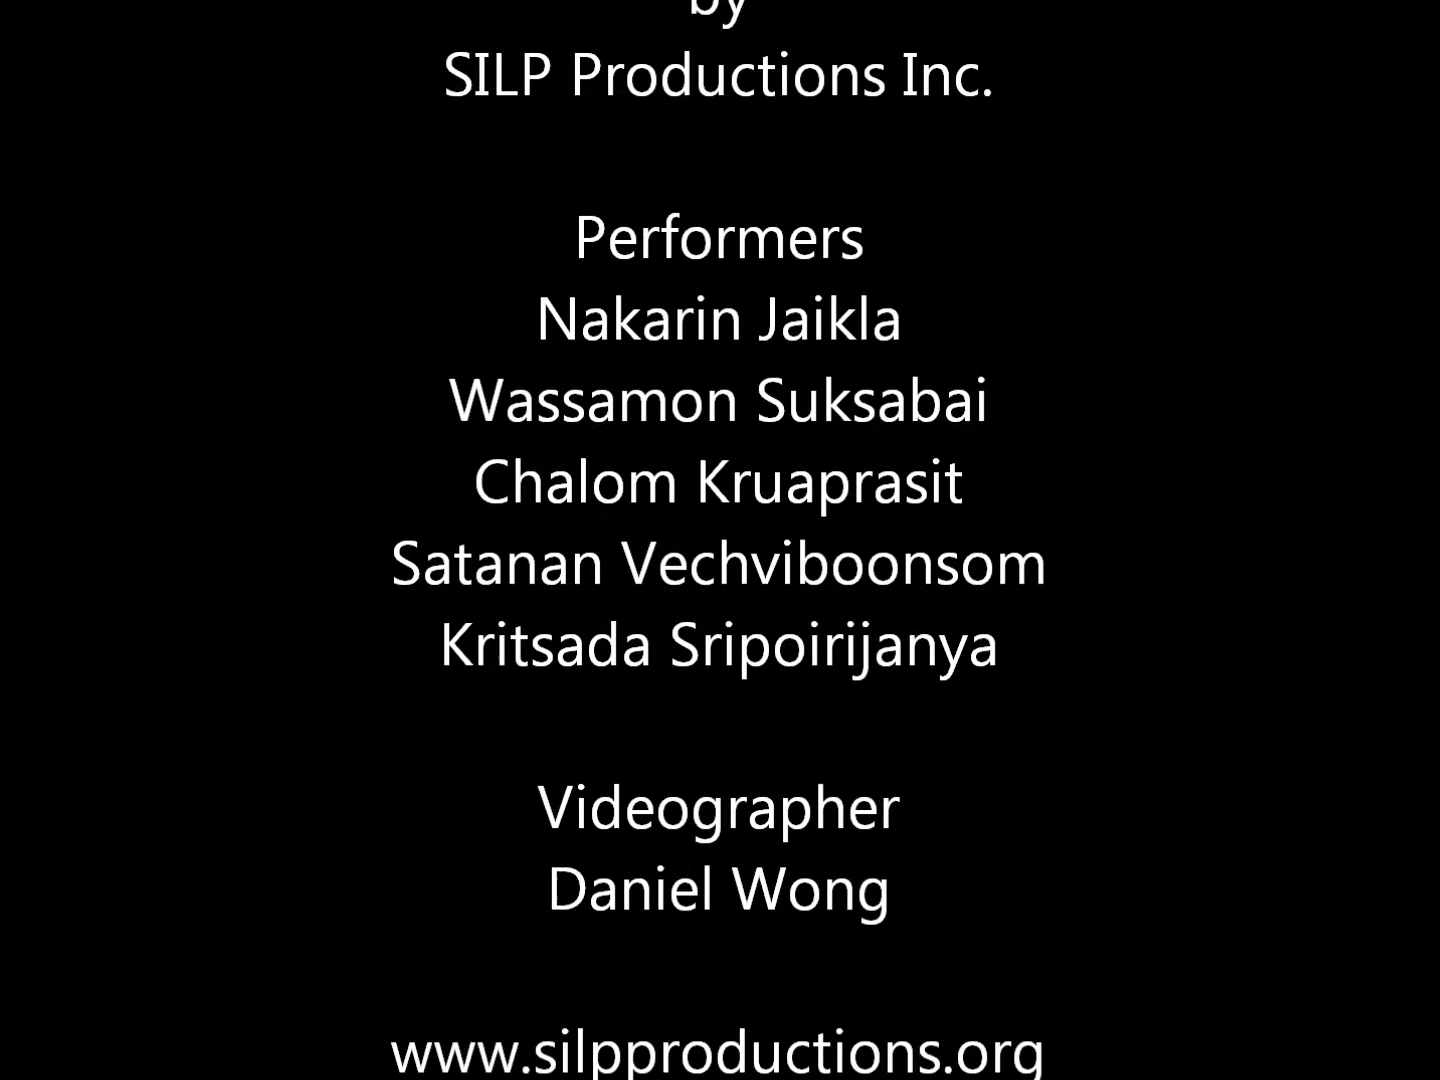 by
SILP Productions Inc.
Performers
Nakarin Jaikla
Wassamon Suksabai
Chalom Kruaprasit
Satanan Vechviboonsom
Kritsada Sripoirijanya
Videographer
Daniel Wong
www.silpproductions.org